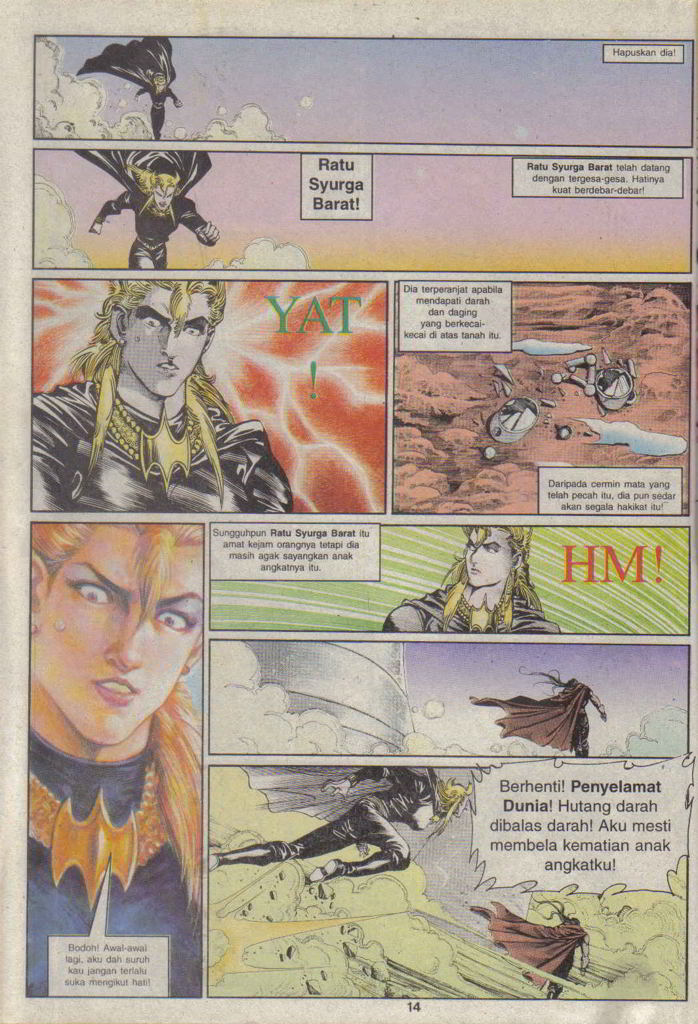 Hapuskan dia!
Ratu
Syurga
Barat!
Ratu Syurga Barat telah datang
dengan tergesa-gesa. Hatinya
kuat berdebar-debar!
YAT
!
Dia terperanjat apabila
mendapati darah
dan daging
yang berkecai-
kecai di atas tanah itu.
Daripada cermin mata yang
telah pecah itu, dia pun sedar
akan segala hakikat itu!
Sungguhpun Ratu Syurga Barat itu
amat kejam orangnya tetapi dia
masih agak sayangkan anak
angkatnya itu.
HM!
Bodoh! Awal-awal
lagi, aku dah suruh
kau jangan terlalu
suka mengikut hati!
Berhenti! Penyelamat
Dunia! Hutang darah
dibalas darah! Aku mesti
membela kematian anak
angkatku!
14